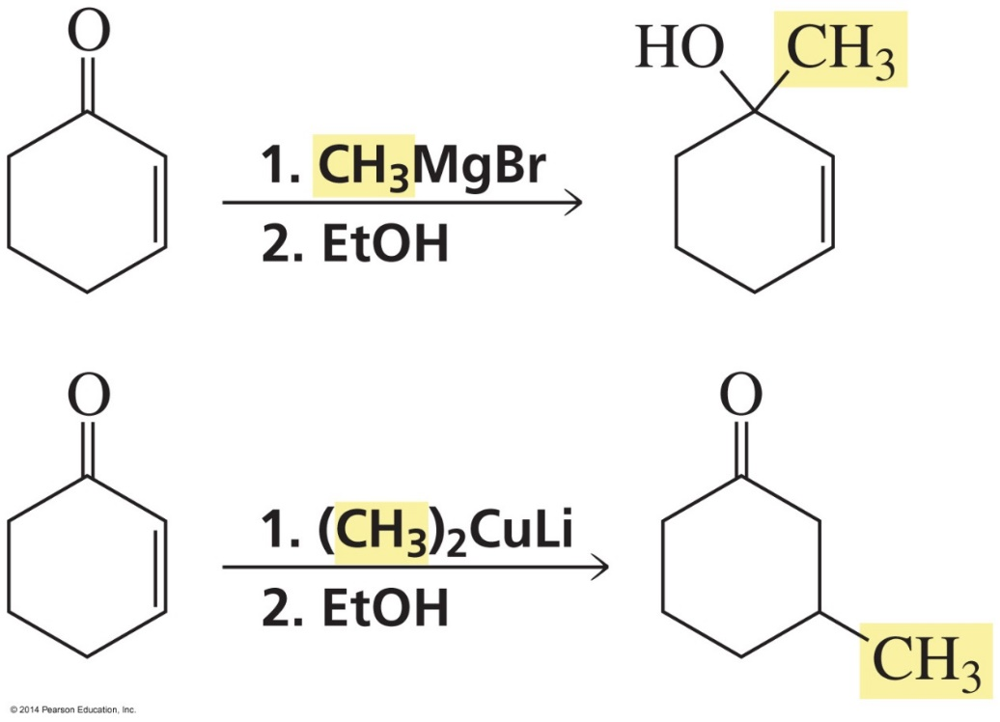 O
HO CH₃
1. CH₃MgBr
2. EtOH
O
O
1. (CH₃)₂CuLi
2. EtOH
CH₃
© 2014 Pearson Education, Inc.